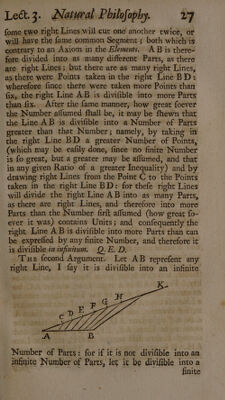 Lect. 3. Natural Philosophy. 27
some two right Lines will cut one another twice, or
will have the same common Segment; both which is
contrary to an Axiom in the Elements. A B is there-
fore divided into as many different Parts, as there
are right Lines: but there are as many right Lines,
as there were Points taken in the right Line B D:
wherefore since there were taken more Points than
six, the right Line A B is divisible into more Parts
than six. After the same manner, how great soever
the Number assumed shall be, it may be shewn that
the Line A B is divisible into a Number of Parts
greater than that Number; namely, by taking in
the right Line B D a greater Number of Points,
(which may be easily done, since no finite Number
is so great, but a greater may be assumed, and that
in any given Ratio of a greater Inequality) and by
drawing right Lines from the Point C to the Points
taken in the right Line B D: for these right Lines
will divide the right Line A B into as many Parts,
as there are right Lines, and therefore into more
Parts than the Number first assumed (how great so-
ever it was) contains Units; and consequently the
right Line A B is divisible into more Parts than can
be expressed by any finite Number, and therefore it
is divisible in infinitum. Q. E. D.
THE second Argument. Let A B represent any
right Line, I say it is divisible into an infinite
K
C D E F G H
A B
Number of Parts: for if it is not divisible into an
infinite Number of Parts, let it be divisible into a
finite